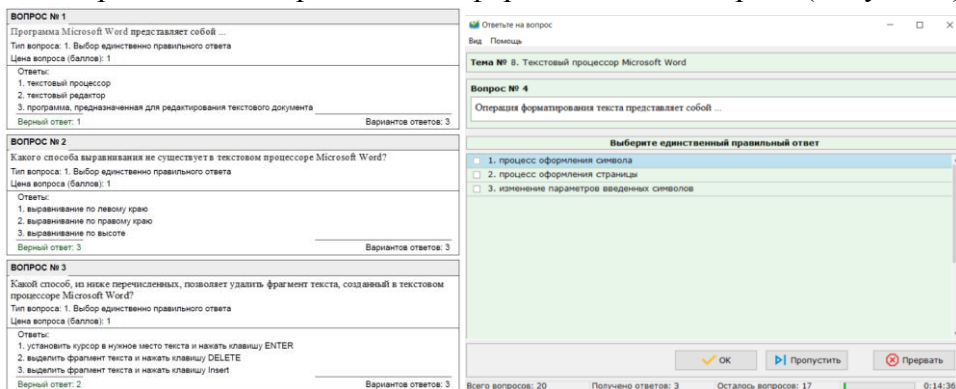 ВОПРОС № 1
Программа Microsoft Word представляет собой ...
Тип вопроса: 1. Выбор единственно правильного ответа
Цена вопроса (баллов): 1
Ответы:
1. текстовый процессор
2. текстовый редактор
3. программа, предназначенная для редактирования текстового документа
Верный ответ: 1
Вариантов ответов: 3
ВОПРОС № 2
Какого способа выравнивания не существует в текстовом процессоре Microsoft Word?
Тип вопроса: 1. Выбор единственно правильного ответа
Цена вопроса (баллов): 1
Ответы:
1. выравнивание по левому краю
2. выравнивание по правому краю
3. выравнивание по высоте
Верный ответ: 3
Вариантов ответов: 3
ВОПРОС № 3
Какой способ, из ниже перечисленных, позволяет удалить фрагмент текста, созданный в текстовом
процессоре Microsoft Word?
Тип вопроса: 1. Выбор единственно правильного ответа
Цена вопроса (баллов): 1
Ответы:
1. установить курсор в нужное место текста и нажать клавишу ENTER
2. выделить фрагмент текста и нажать клавишу DELETE
3. выделить фрагмент текста и нажать клавишу Insert
Верный ответ: 2
Вариантов ответов: 3
Ответьте на вопрос
Вид Помощь
Тема № 8. Текстовый процессор Microsoft Word
Вопрос № 4
Операция форматирования текста представляет собой ...
Выберите единственный правильный ответ
1. процесс оформления символа
2. процесс оформления страницы
3. изменение параметров введенных символов
ОК
Пропустить
Прервать
Всего вопросов: 20
Получено ответов: 3
Осталось вопросов: 17
0:14:36